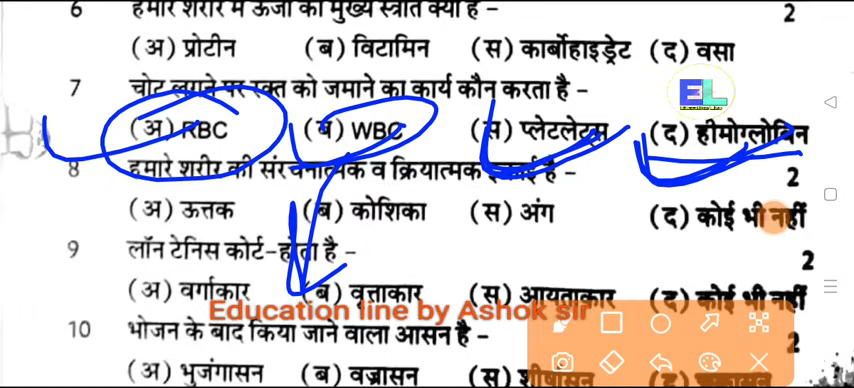 6 हमारे शरीर में ऊर्जा का मुख्य स्त्रोत क्या है - 2
(अ) प्रोटीन (ब) विटामिन (स) कार्बोहाइड्रेट (द) वसा
7 चोट लगने पर रक्त को जमाने का कार्य कौन करता है -
EL
(अ) RBC (ब) WBC (स) प्लेटलेट्स (द) हीमोग्लोबिन
8 हमारे शरीर की संरचनात्मक व क्रियात्मक इकाई है - 2
(अ) ऊत्तक (ब) कोशिका (स) अंग (द) कोई भी नहीं
9 लॉन टेनिस कोर्ट-होता है - 2
(अ) वर्गाकार (ब) वृत्ताकार (स) आयताकार (द) कोई भी नहीं
Education line by Ashok sir
10 भोजन के बाद किया जाने वाला आसन है - 2
(अ) भुजंगासन (ब) वज्रासन (स) शीर्षासन